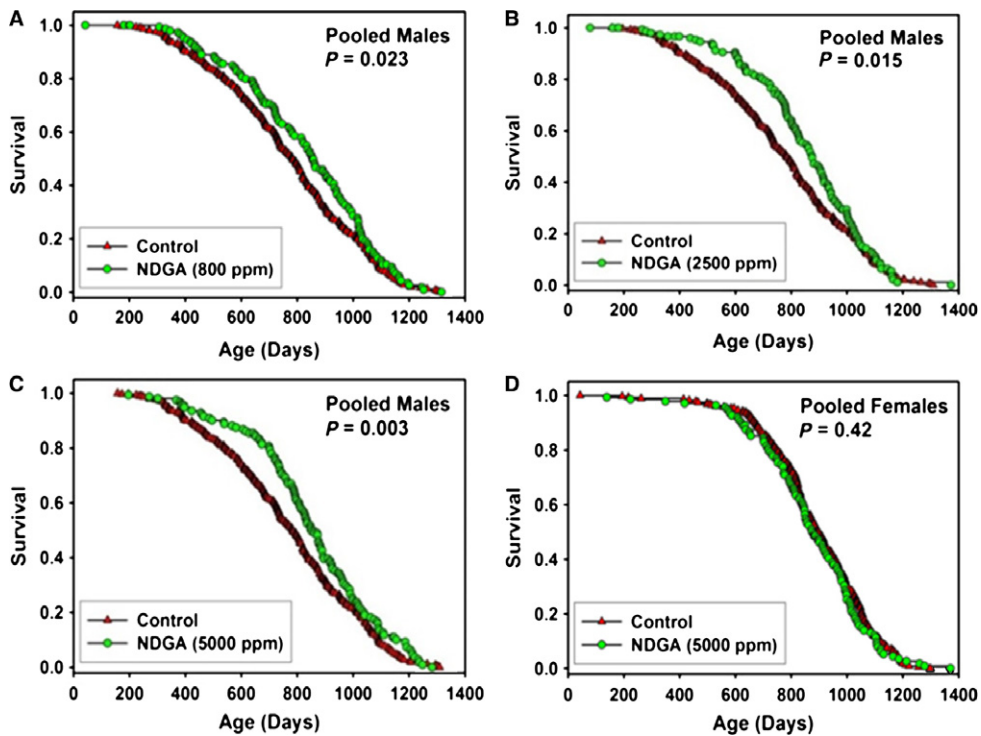 A
Pooled Males
P = 0.023
Survival
1.0
0.8
0.6
0.4
0.2
0.0
Control
NDGA (800 ppm)
0 200 400 600 800 1000 1200 1400
Age (Days)
B
Pooled Males
P = 0.015
Survival
1.0
0.8
0.6
0.4
0.2
0.0
Control
NDGA (2500 ppm)
0 200 400 600 800 1000 1200 1400
Age (Days)
C
Pooled Males
P = 0.003
Survival
1.0
0.8
0.6
0.4
0.2
0.0
Control
NDGA (5000 ppm)
0 200 400 600 800 1000 1200 1400
Age (Days)
D
Pooled Females
P = 0.42
Survival
1.0
0.8
0.6
0.4
0.2
0.0
Control
NDGA (5000 ppm)
0 200 400 600 800 1000 1200 1400
Age (Days)